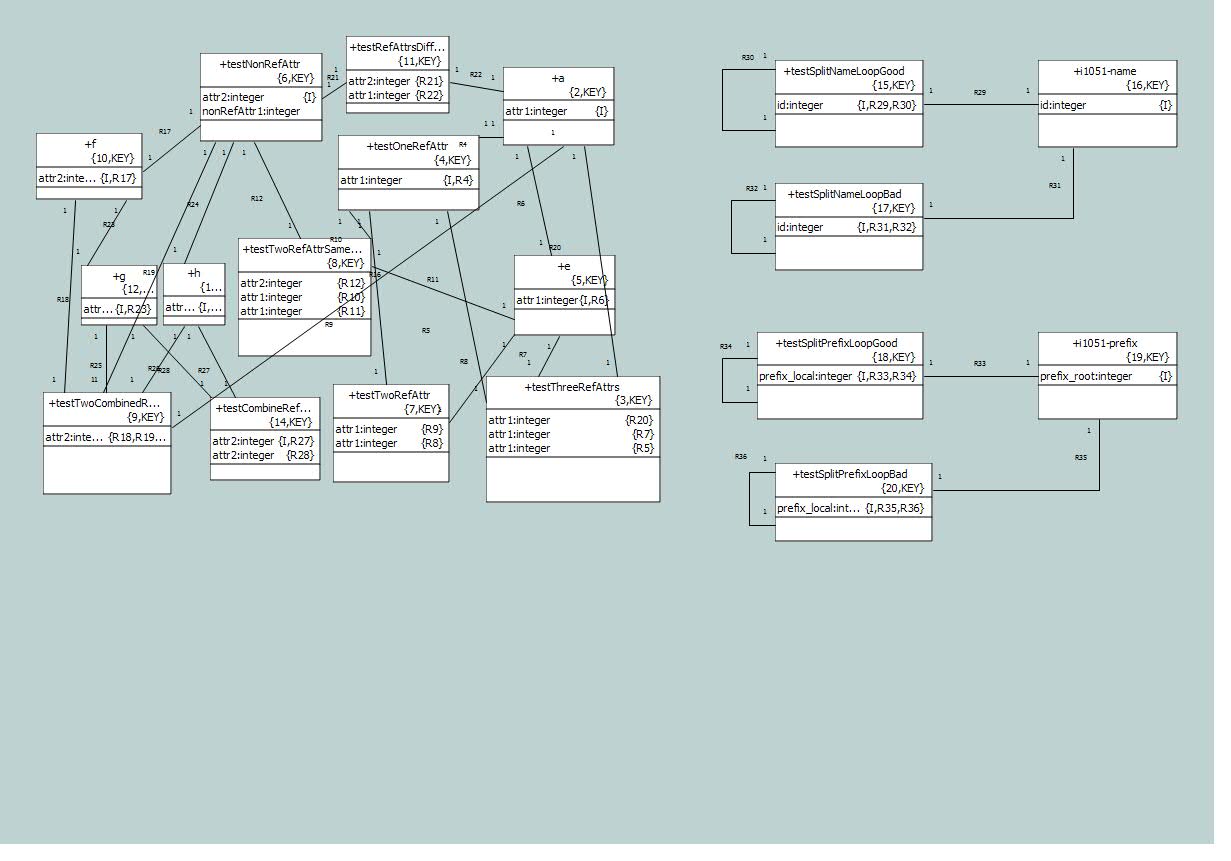 +testNonRefAttr
{6,KEY}
attr2:integer {I}
nonRefAttr1:integer
+testRefAttrsDiff...
{11,KEY}
attr2:integer {R21}
attr1:integer {R22}
+a
{2,KEY}
attr1:integer {I}
+f
{10,KEY}
attr2:inte... {I,R17}
+testOneRefAttr
{4,KEY}
attr1:integer {I,R4}
+testTwoRefAttrSame...
{8,KEY}
attr2:integer {R12}
attr1:integer {R10}
attr1:integer {R11}
+g
{12,...
attr... {I,R23}
+h
{1...
attr... {I,...
+e
{5,KEY}
attr1:integer{I,R6}
+testTwoCombinedR...
{9,KEY}
attr2:inte... {R18,R19...
+testCombineRef...
{14,KEY}
attr2:integer {I,R27}
attr2:integer {R28}
+testTwoRefAttr
{7,KEY}
attr1:integer {R9}
attr1:integer {R8}
+testThreeRefAttrs
{3,KEY}
attr1:integer {R20}
attr1:integer {R7}
attr1:integer {R5}
R21
R22
R17
R4
R24
R12
R6
R23
R10
R20
R19
R16
R11
R18
R9
R5
R7
R8
R25
R28
R27
+testSplitNameLoopGood
{15,KEY}
id:integer {I,R29,R30}
+i1051-name
{16,KEY}
id:integer {I}
R30
R29
+testSplitNameLoopBad
{17,KEY}
id:integer {I,R31,R32}
R32
R31
+testSplitPrefixLoopGood
{18,KEY}
prefix_local:integer {I,R33,R34}
+i1051-prefix
{19,KEY}
prefix_root:integer {I}
R34
R33
+testSplitPrefixLoopBad
{20,KEY}
prefix_local:int... {I,R35,R36}
R36
R35